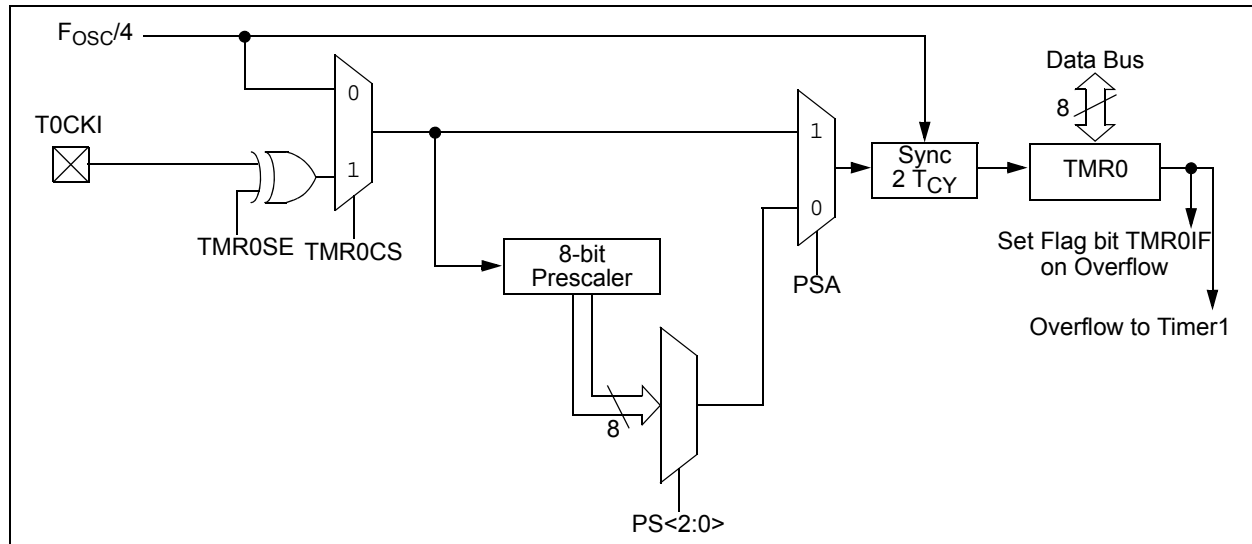 FOSC/4
Data Bus
8
0
T0CKI
1
Sync
2 TCY
TMR0
1
0
TMR0SE
TMR0CS
8-bit
Prescaler
PSA
Set Flag bit TMR0IF
on Overflow
Overflow to Timer1
8
PS<2:0>